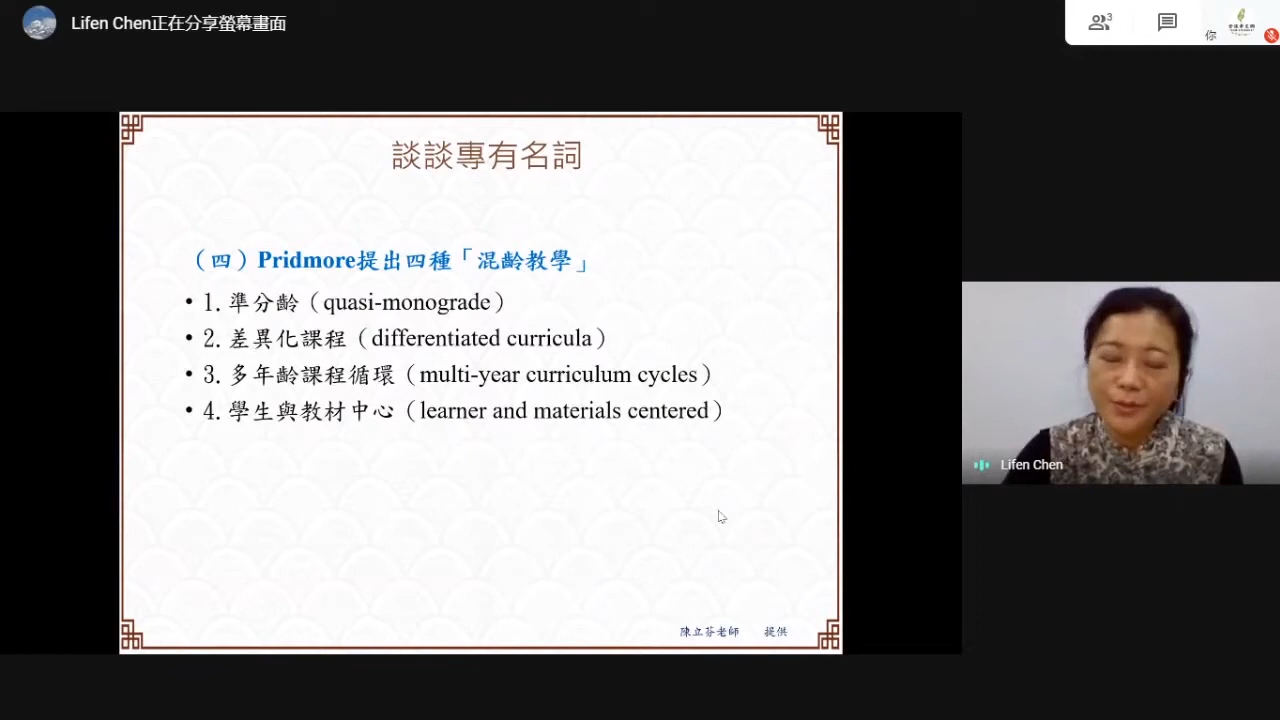 Lifen Chen正在分享螢幕畫面
3
你
談談專有名詞
（四）Pridmore提出四種「混齡教學」
• 1. 準分齡（quasi-monograde）
• 2. 差異化課程（differentiated curricula）
• 3. 多年齡課程循環（multi-year curriculum cycles）
• 4. 學生與教材中心（learner and materials centered）
Lifen Chen
陳立芬老師 提供